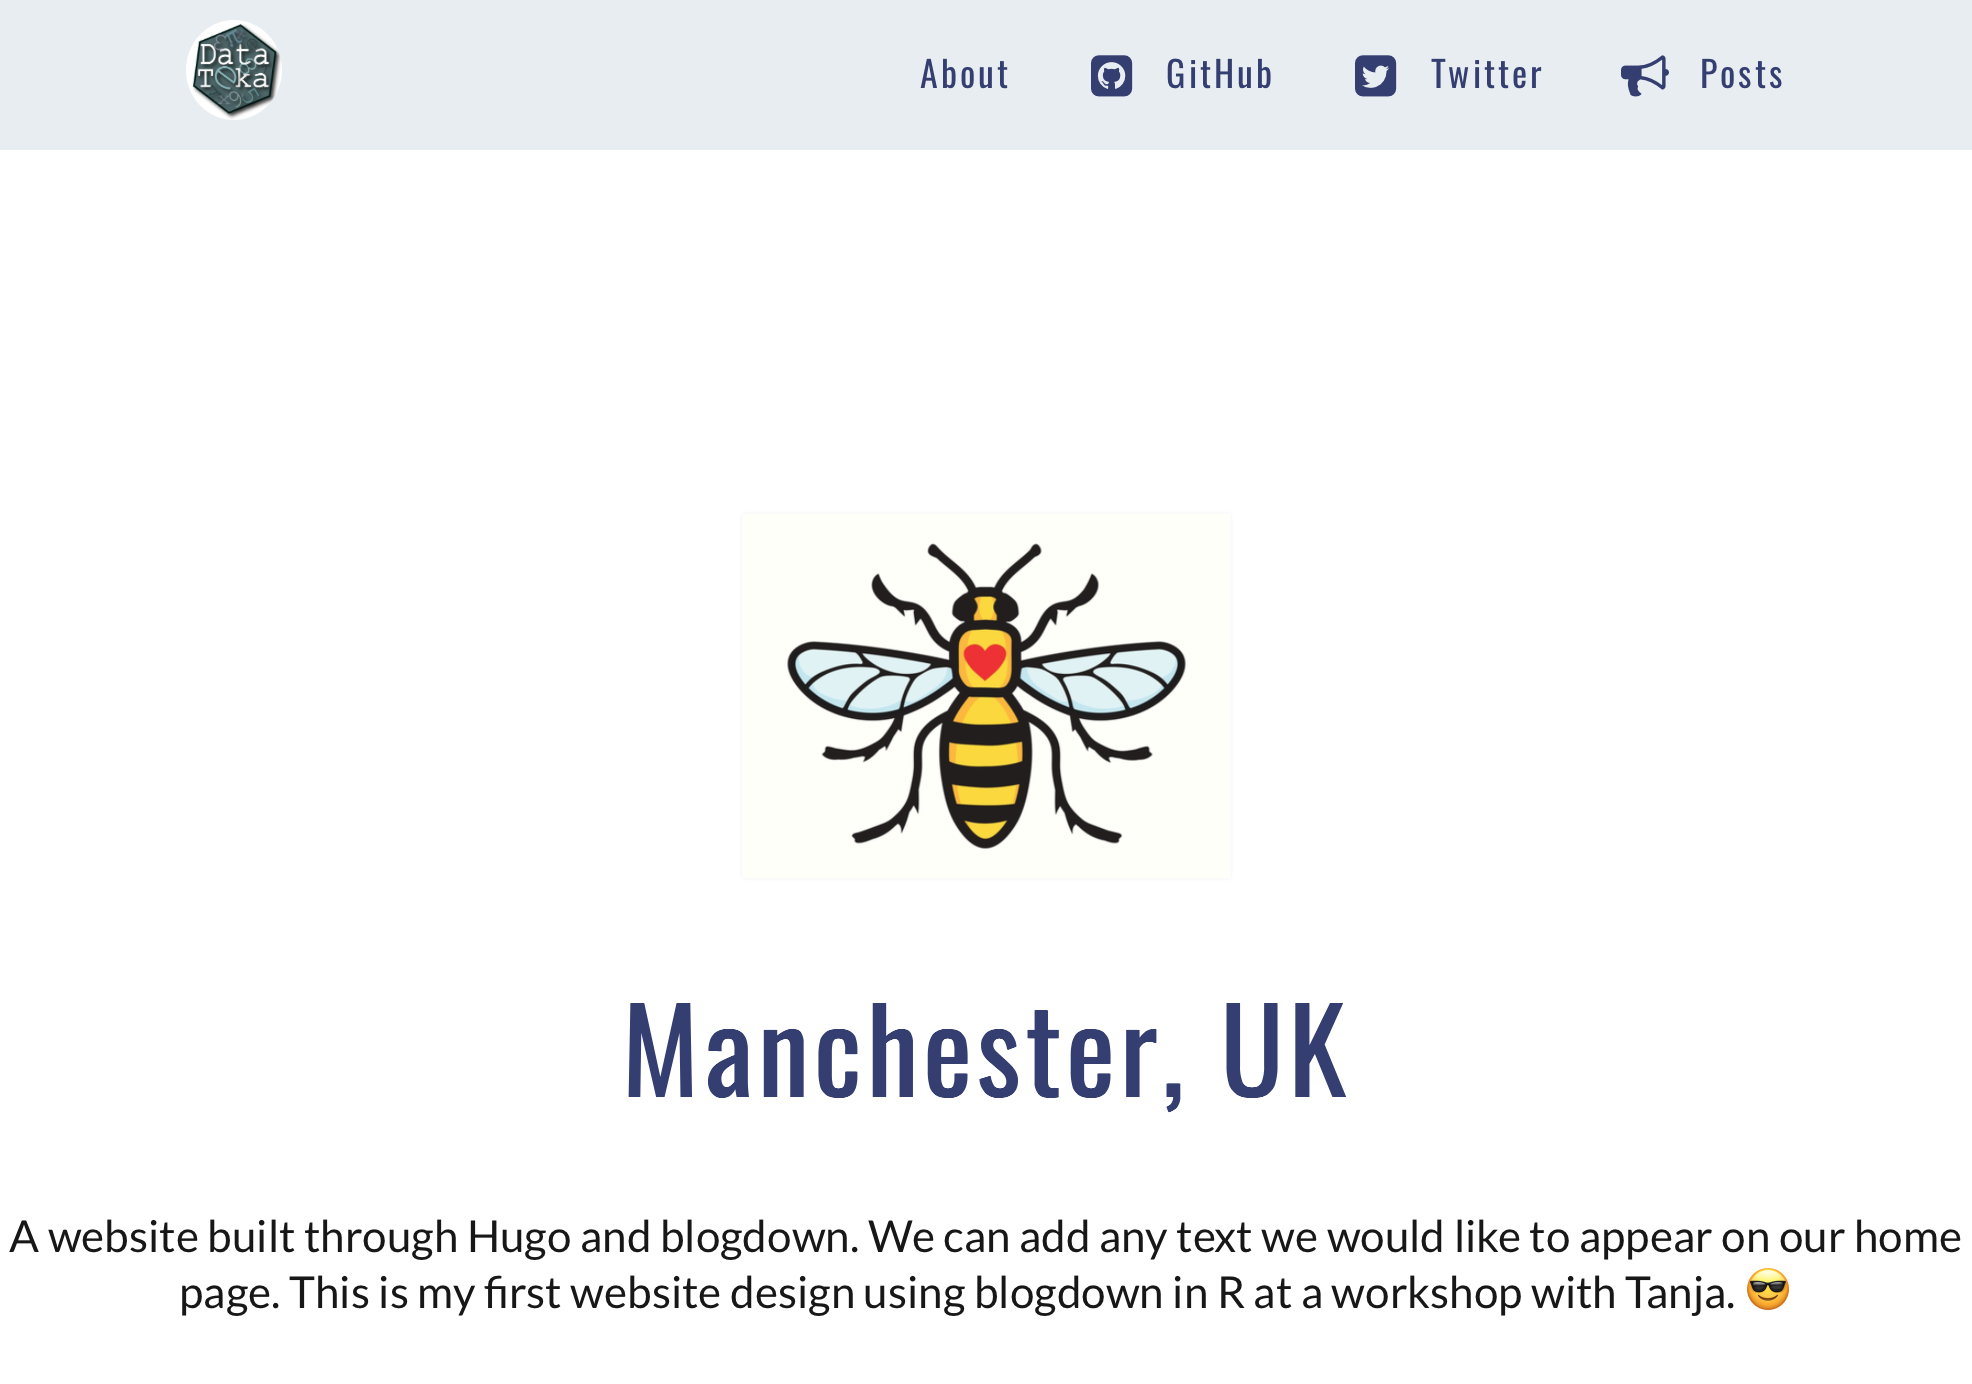 Data
Teka
About GitHub Twitter Posts
Manchester, UK
A website built through Hugo and blogdown. We can add any text we would like to appear on our home
page. This is my first website design using blogdown in R at a workshop with Tanja. 😎